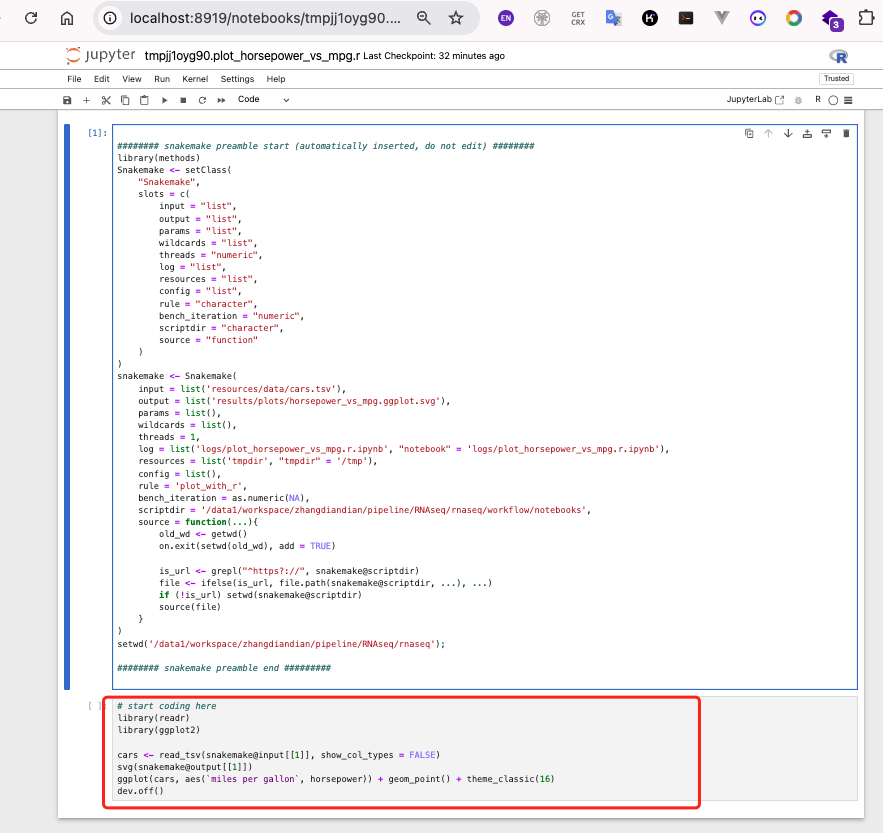 localhost:8919/notebooks/tmpjj1oyg90....
EN
GET
CRX
3
jupyter tmpjj1oyg90.plot_horsepower_vs_mpg.r Last Checkpoint: 32 minutes ago
R
File Edit View Run Kernel Settings Help
Trusted
Code
JupyterLab
R
[1]:
######## snakemake preamble start (automatically inserted, do not edit) ########
library(methods)
Snakemake <- setClass(
    "Snakemake",
    slots = c(
        input = "list",
        output = "list",
        params = "list",
        wildcards = "list",
        threads = "numeric",
        log = "list",
        resources = "list",
        config = "list",
        rule = "character",
        bench_iteration = "numeric",
        scriptdir = "character",
        source = "function"
    )
)
snakemake <- Snakemake(
    input = list('resources/data/cars.tsv'),
    output = list('results/plots/horsepower_vs_mpg.ggplot.svg'),
    params = list(),
    wildcards = list(),
    threads = 1,
    log = list('logs/plot_horsepower_vs_mpg.r.ipynb', "notebook" = 'logs/plot_horsepower_vs_mpg.r.ipynb'),
    resources = list('tmpdir', "tmpdir" = '/tmp'),
    config = list(),
    rule = 'plot_with_r',
    bench_iteration = as.numeric(NA),
    scriptdir = '/data1/workspace/zhangdiandian/pipeline/RNAseq/rnaseq/workflow/notebooks',
    source = function(...){
        old_wd <- getwd()
        on.exit(setwd(old_wd), add = TRUE)
        is_url <- grepl("^https?://", snakemake@scriptdir)
        file <- ifelse(is_url, file.path(snakemake@scriptdir, ...), ...)
        if (!is_url) setwd(snakemake@scriptdir)
        source(file)
    }
)
setwd('/data1/workspace/zhangdiandian/pipeline/RNAseq/rnaseq');
######## snakemake preamble end #########
[ ]:
# start coding here
library(readr)
library(ggplot2)
cars <- read_tsv(snakemake@input[[1]], show_col_types = FALSE)
svg(snakemake@output[[1]])
ggplot(cars, aes(`miles per gallon`, horsepower)) + geom_point() + theme_classic(16)
dev.off()